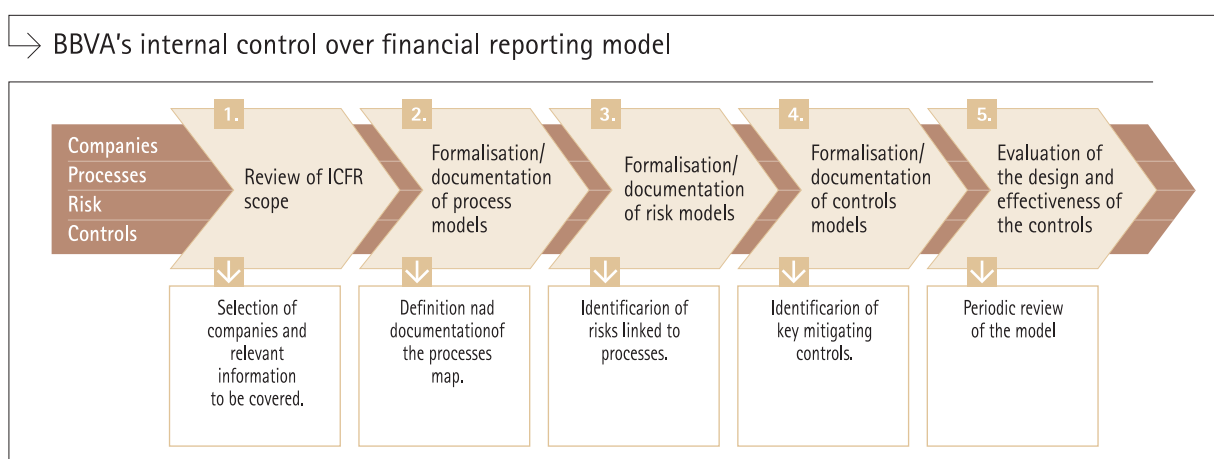 BBVA's internal control over financial reporting model
Companies
Processes
Risk
Controls
1.
Review of ICFR
scope
2.
Formalisation/
documentation
of process
models
3.
Formalisation/
documentation
of risk models
4.
Formalisation/
documentation
of controls
models
5.
Evaluation of
the design and
effectiveness of
the controls
Selection of
companies and
relevant
information
to be covered.
Definition nad
documentationof
the processes
map.
Identificarion of
risks linked to
processes.
Identificarion of
key mitigating
controls.
Periodic review
of the model